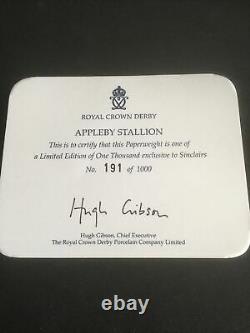 ROYAL CROWN DERBY
APPLEBY STALLION
This is to certify that this Paperweight is one of
a Limited Edition of One Thousand exclusive to Sinclairs
No. 191 of 1000
Hugh Gibson
Hugh Gibson, Chief Executive
The Royal Crown Derby Porcelain Company Limited
thecrownderby.com